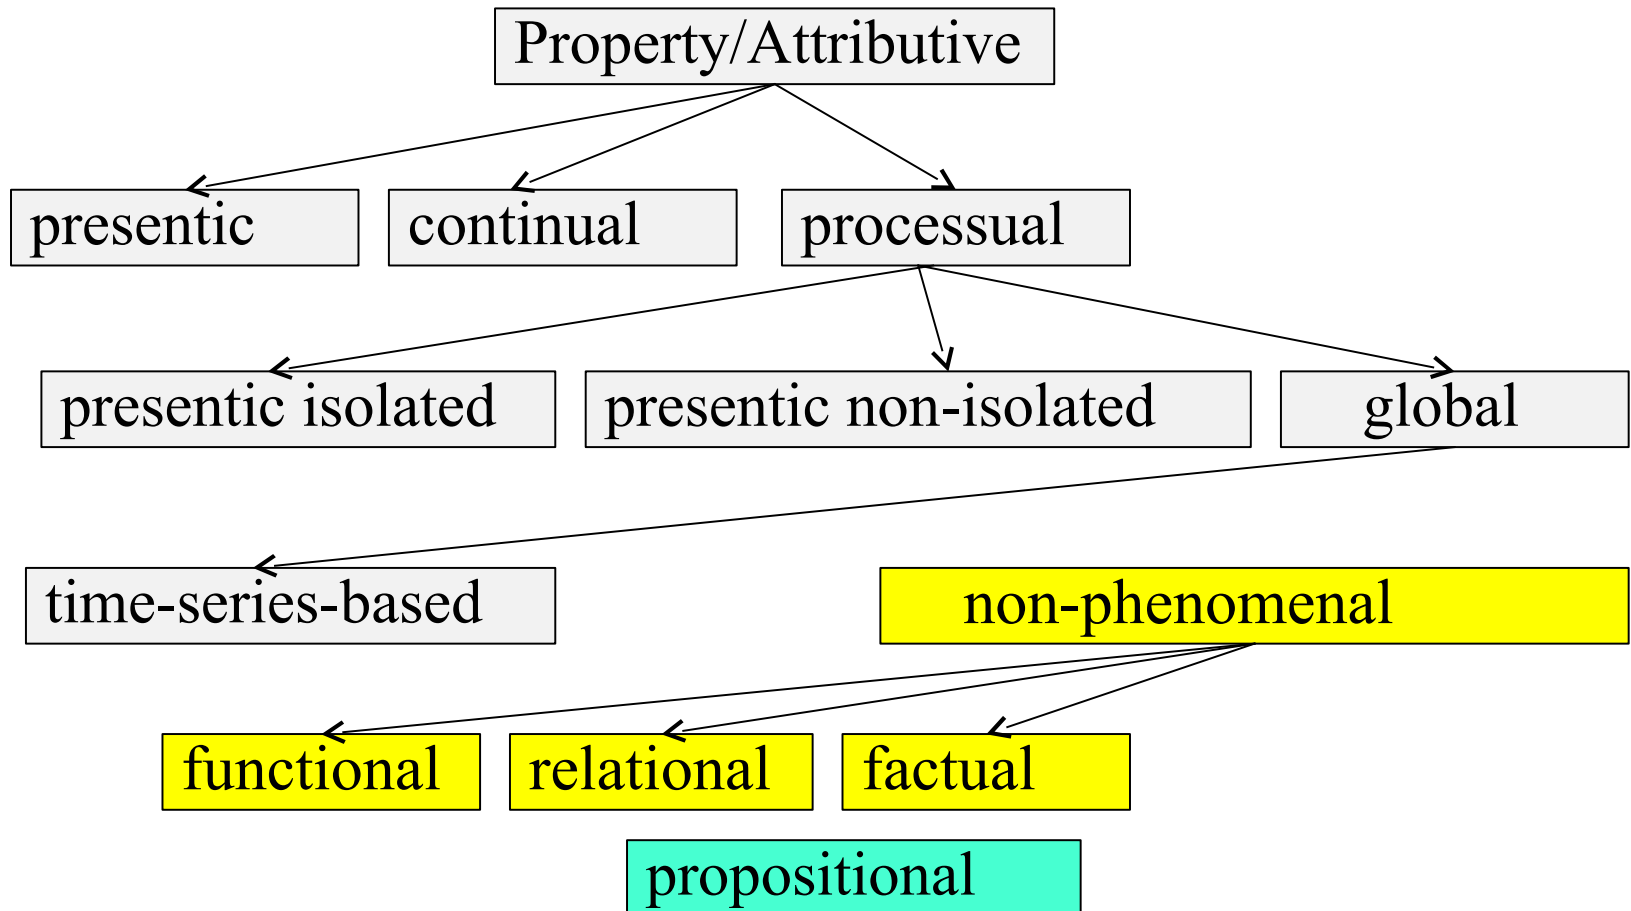 Property/Attributive
presentic
continual
processual
presentic isolated
presentic non-isolated
global
time-series-based
non-phenomenal
functional
relational
factual
propositional